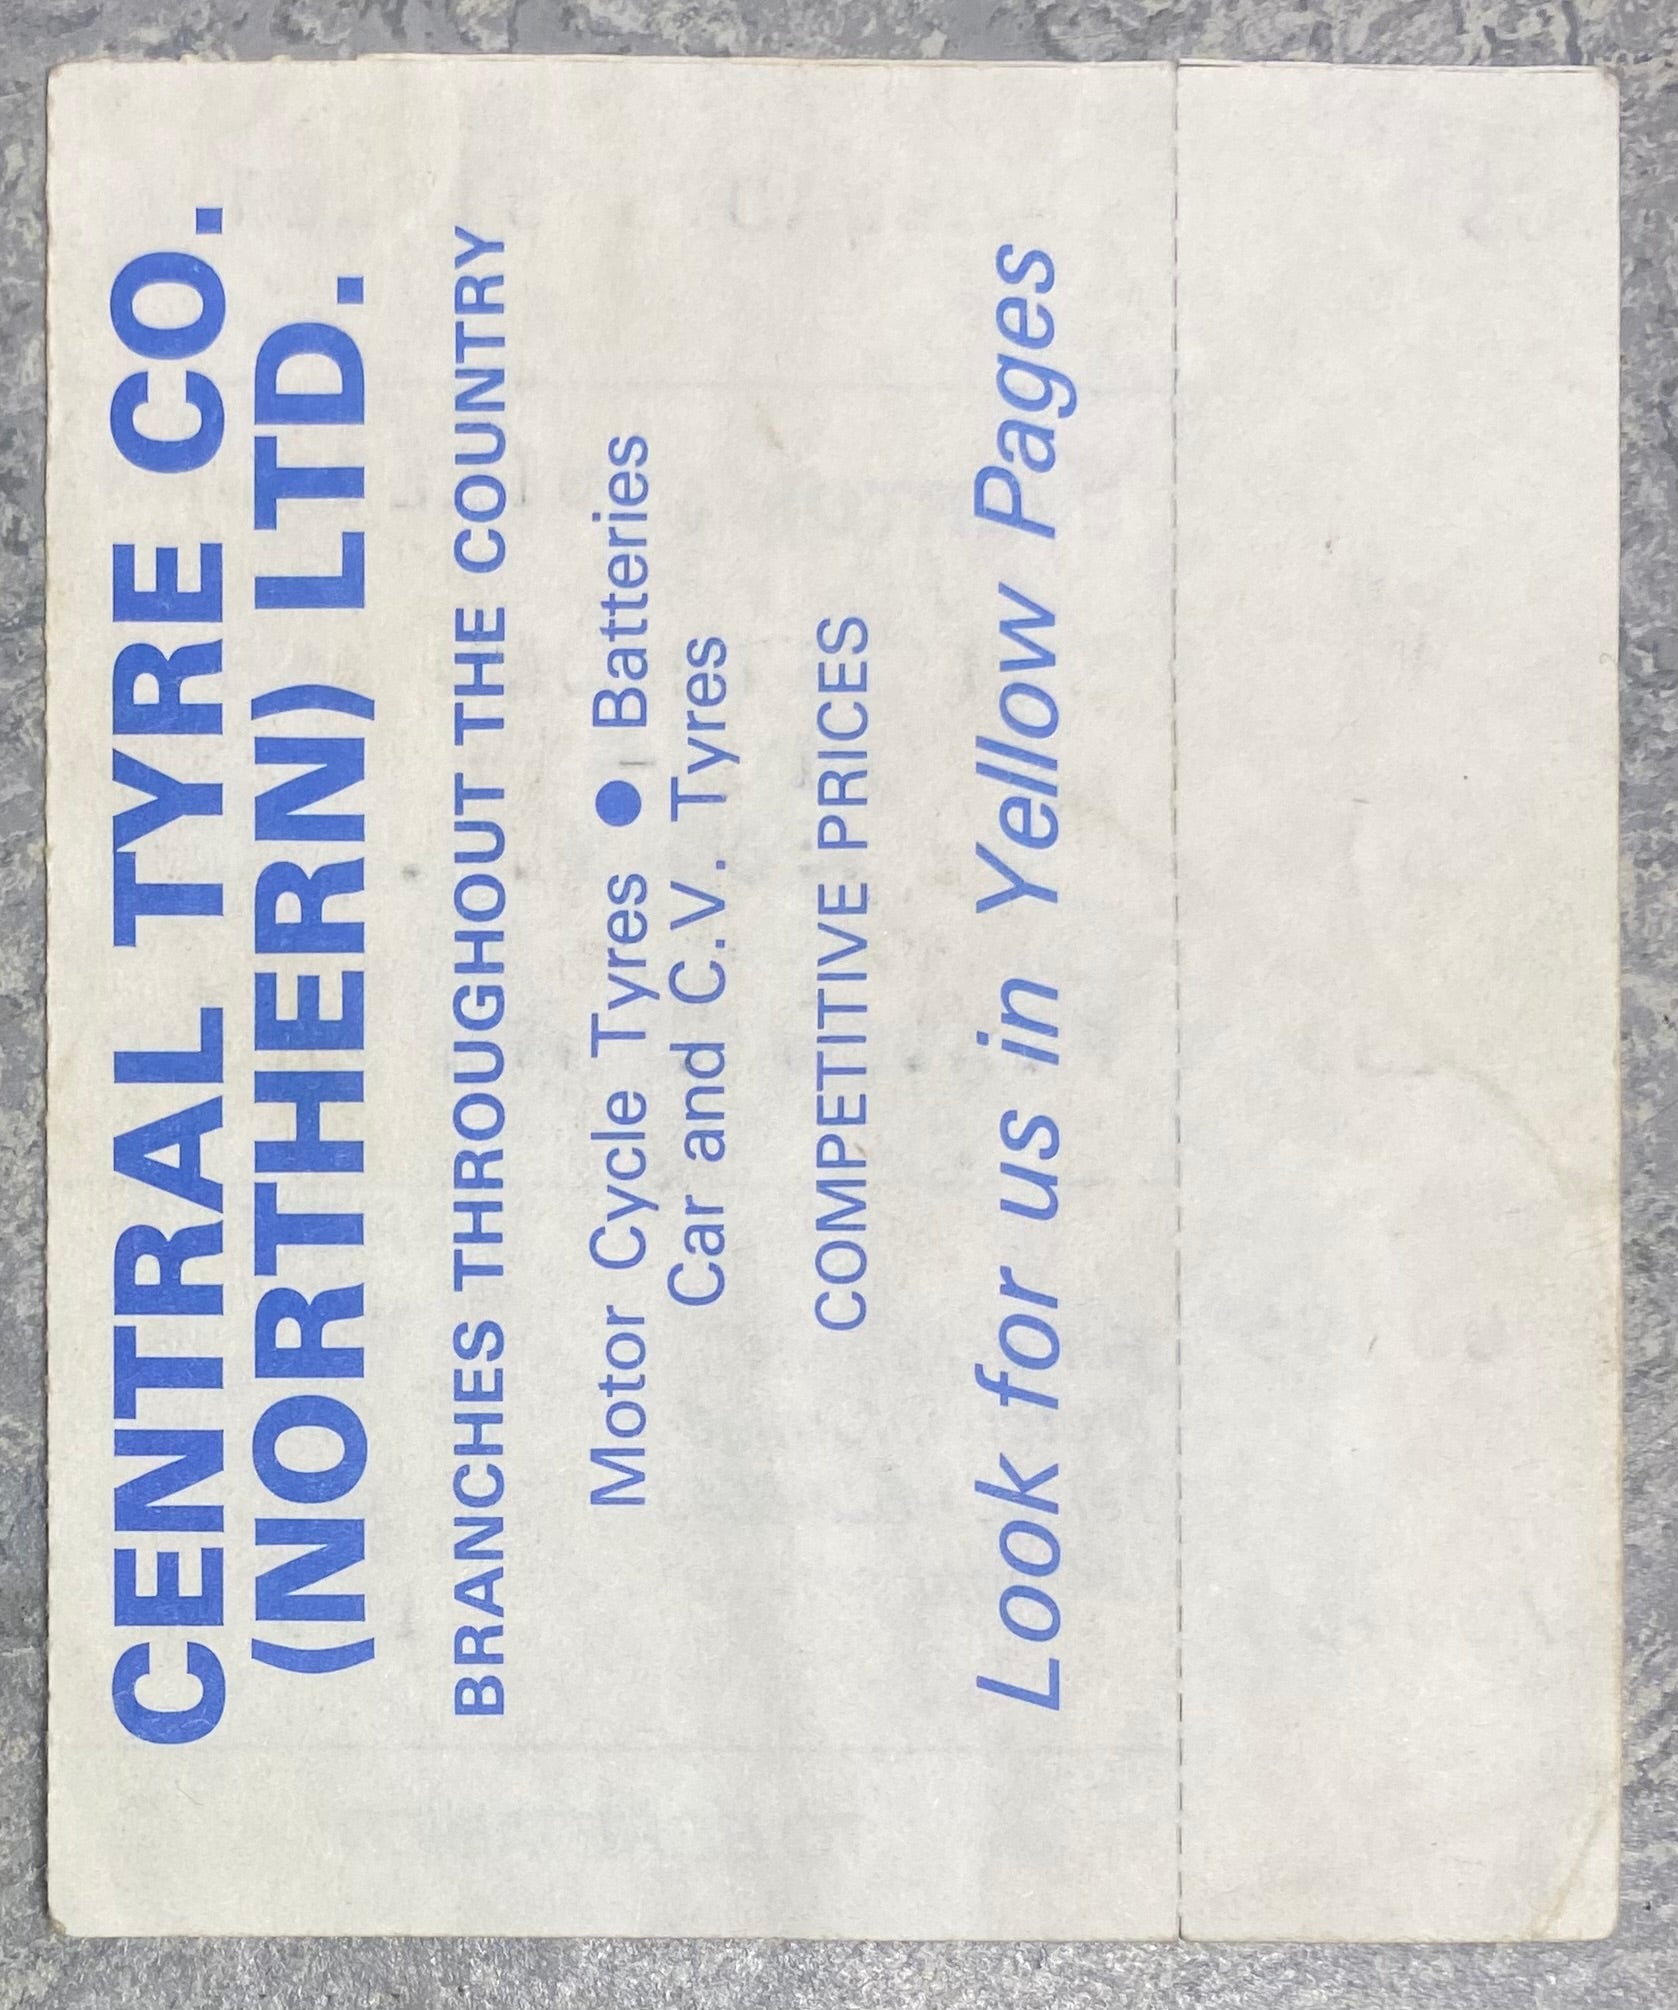 CENTRAL TYRE CO.
(NORTHERN) LTD.
BRANCHES THROUGHOUT THE COUNTRY
Motor Cycle Tyres ● Batteries
Car and C.V. Tyres
COMPETITIVE PRICES
Look for us in Yellow Pages